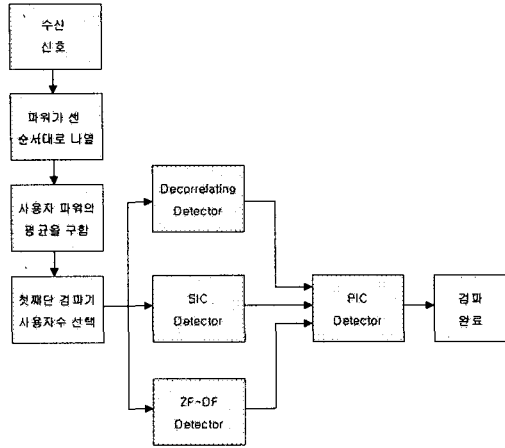 수신
신호
파워가 센
순서대로 나열
사용자 파워의
평균을 구함
첫째단 검파기
사용자수 선택
Decorrelating
Detector
SIC
Detector
ZF-DF
Detector
PIC
Detector
검파
완료